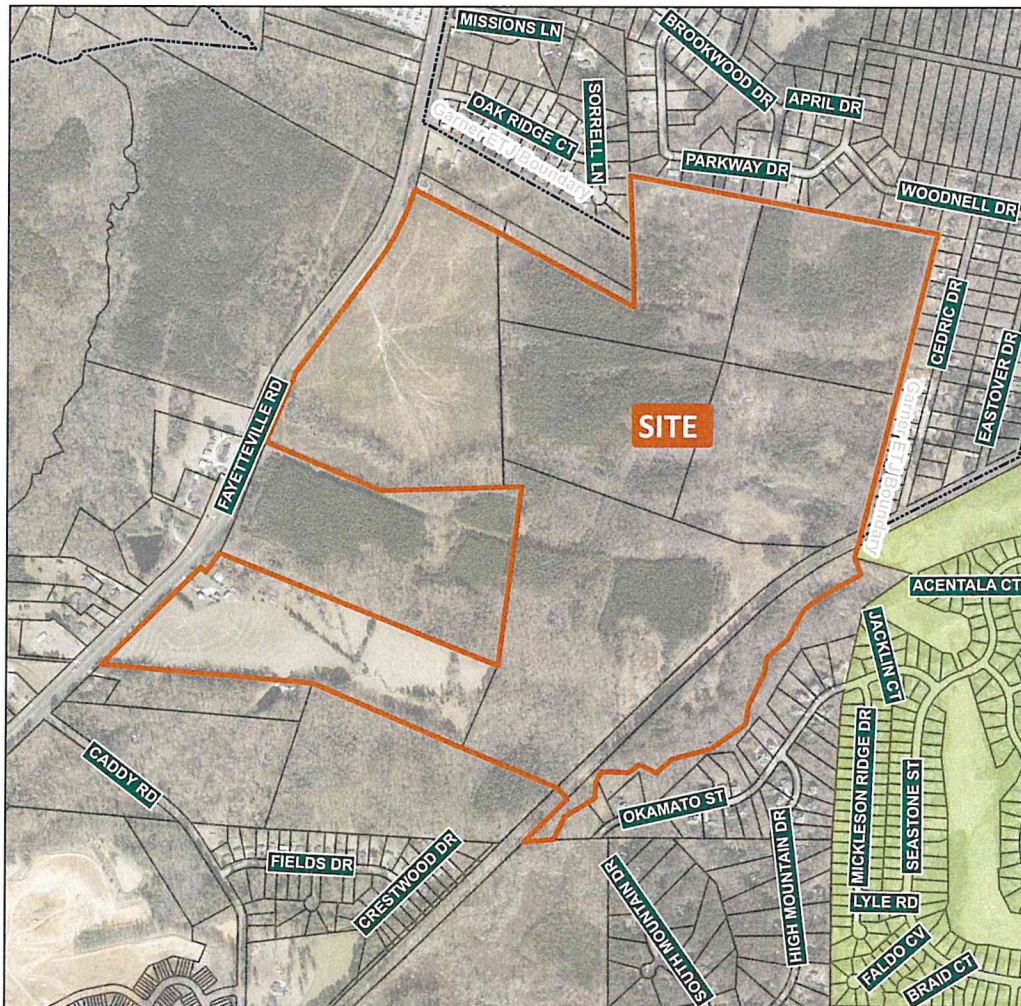 MISSIONS LN
BROOKWOOD DR
APRIL DR
OAK RIDGE CT
SORRELL LN
Garner ETJ Boundary
PARKWAY DR
WOODNELL DR
CEDRIC DR
EASTOVER DR
Garner ETJ Boundary
SITE
FAYETTEVILLE RD
ACENTALA CT
JACKLIN CT
MICKLESON RIDGE DR
SEASTONE ST
CADDY RD
OKAMATO ST
HIGH MOUNTAIN DR
FIELDS DR
CRESTWOOD DR
SOUTH MOUNTAIN DR
LYLE RD
FALDO CV
BRAID CT